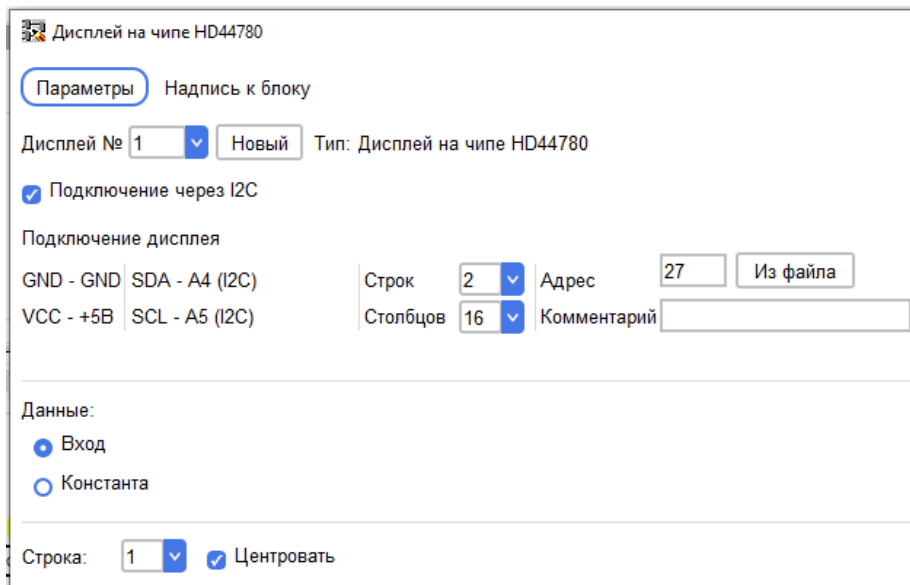 Дисплей на чипе HD44780
Параметры Надпись к блоку
Дисплей № 1 Новый Тип: Дисплей на чипе HD44780
Подключение через I2C
Подключение дисплея
GND - GND SDA - A4 (I2C) Строк 2 Адрес 27 Из файла
VCC - +5В SCL - A5 (I2C) Столбцов 16 Комментарий
Данные:
Вход
Константа
Строка: 1 Центровать